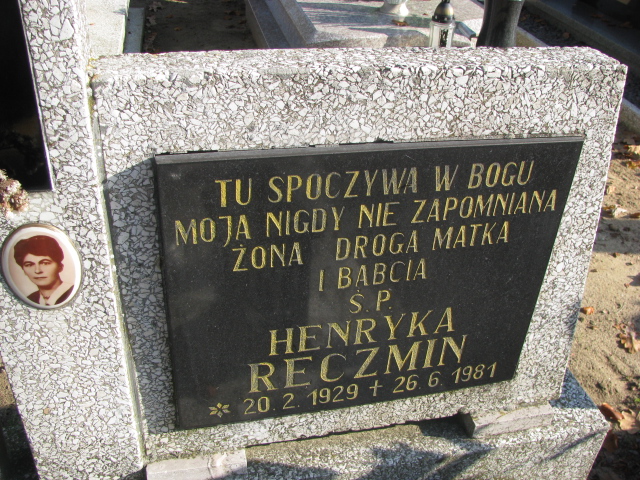 TU SPOCZYWA W BOGU
MOJA NIGDY NIE ZAPOMNIANA
ŻONA DROGA MATKA
I BABCIA
Ś.P.
HENRYKA
RECZMIN
20.2.1929 + 26.6.1981